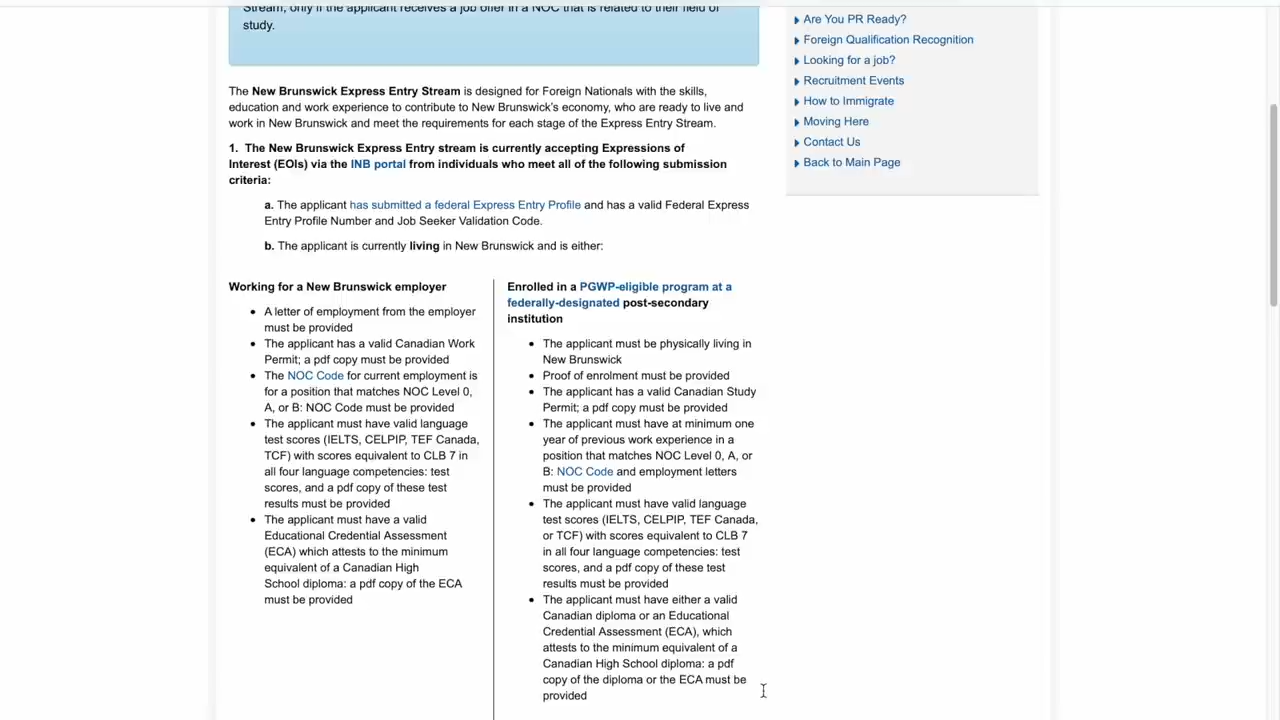 Stream, only if the applicant receives a job offer in a NOC that is related to their field of
study.
The New Brunswick Express Entry Stream is designed for Foreign Nationals with the skills,
education and work experience to contribute to New Brunswick's economy, who are ready to live and
work in New Brunswick and meet the requirements for each stage of the Express Entry Stream.
1. The New Brunswick Express Entry stream is currently accepting Expressions of
Interest (EOIs) via the INB portal from individuals who meet all of the following submission
criteria:
a. The applicant has submitted a federal Express Entry Profile and has a valid Federal Express
Entry Profile Number and Job Seeker Validation Code.
b. The applicant is currently living in New Brunswick and is either:
Working for a New Brunswick employer
• A letter of employment from the employer
must be provided
• The applicant has a valid Canadian Work
Permit; a pdf copy must be provided
• The NOC Code for current employment is
for a position that matches NOC Level 0,
A, or B: NOC Code must be provided
• The applicant must have valid language
test scores (IELTS, CELPIP, TEF Canada,
TCF) with scores equivalent to CLB 7 in
all four language competencies: test
scores, and a pdf copy of these test
results must be provided
• The applicant must have a valid
Educational Credential Assessment
(ECA) which attests to the minimum
equivalent of a Canadian High
School diploma: a pdf copy of the ECA
must be provided
Enrolled in a PGWP-eligible program at a
federally-designated post-secondary
institution
• The applicant must be physically living in
New Brunswick
• Proof of enrolment must be provided
• The applicant has a valid Canadian Study
Permit; a pdf copy must be provided
• The applicant must have at minimum one
year of previous work experience in a
position that matches NOC Level 0, A, or
B: NOC Code and employment letters
must be provided
• The applicant must have valid language
test scores (IELTS, CELPIP, TEF Canada,
or TCF) with scores equivalent to CLB 7
in all four language competencies: test
scores, and a pdf copy of these test
results must be provided
• The applicant must have either a valid
Canadian diploma or an Educational
Credential Assessment (ECA), which
attests to the minimum equivalent of a
Canadian High School diploma: a pdf
copy of the diploma or the ECA must be
provided
Are You PR Ready?
Foreign Qualification Recognition
Looking for a job?
Recruitment Events
How to Immigrate
Moving Here
Contact Us
Back to Main Page